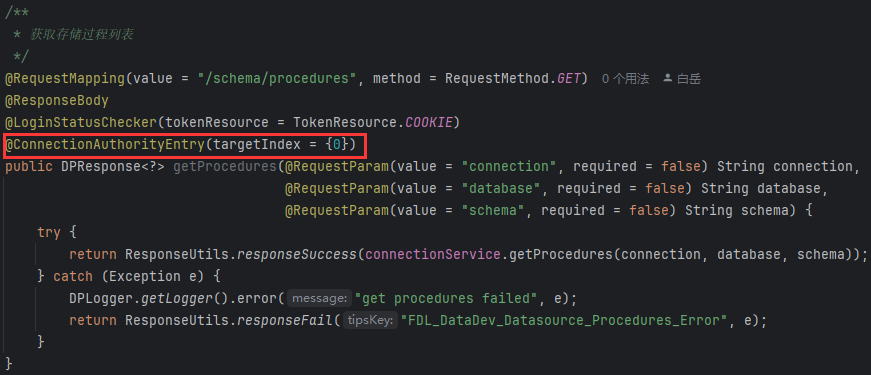 /**
 * 获取存储过程列表
 */
@RequestMapping(value = "/schema/procedures", method = RequestMethod.GET) 0 个用法 白岳
@ResponseBody
@LoginStatusChecker(tokenResource = TokenResource.COOKIE)
@ConnectionAuthorityEntry(targetIndex = {0})
public DPResponse<?> getProcedures(@RequestParam(value = "connection", required = false) String connection,
                                   @RequestParam(value = "database", required = false) String database,
                                   @RequestParam(value = "schema", required = false) String schema) {
    try {
        return ResponseUtils.responseSuccess(connectionService.getProcedures(connection, database, schema));
    } catch (Exception e) {
        DPLogger.getLogger().error( message: "get procedures failed", e);
        return ResponseUtils.responseFail( tipsKey: "FDL_DataDev_Datasource_Procedures_Error", e);
    }
}